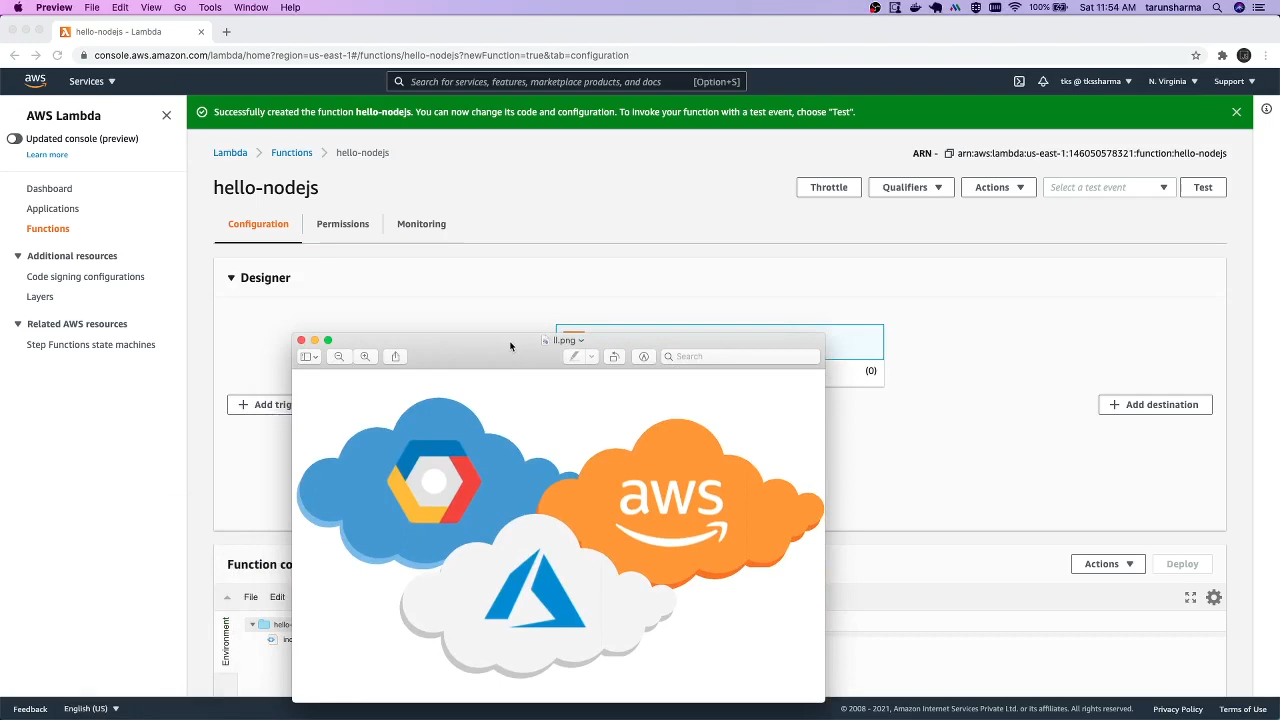 Preview File Edit View Go Tools Window Help 100% Sat 11:54 AM tarunsharma
hello-nodejs - Lambda
console.aws.amazon.com/lambda/home?region=us-east-1#/functions/hello-nodejs?newFunction=true&tab=configuration
aws Services Search for services, features, marketplace products, and docs [Option+S] tks @ tkssharma N. Virginia Support
AWS Lambda
Updated console (preview)
Learn more
Dashboard
Applications
Functions
Additional resources
Code signing configurations
Layers
Related AWS resources
Step Functions state machines
Successfully created the function hello-nodejs. You can now change its code and configuration. To invoke your function with a test event, choose "Test".
Lambda Functions hello-nodejs
ARN - arn:aws:lambda:us-east-1:146050578321:function:hello-nodejs
hello-nodejs
Throttle Qualifiers Actions Select a test event Test
Configuration Permissions Monitoring
Designer
(0)
Add trig
Add destination
ll.png
Search
aws
Function co
Actions Deploy
File Edit
Environment
hello-
Feedback English (US) © 2008 - 2021, Amazon Internet Services Private Ltd. or its affiliates. All rights reserved. Privacy Policy Terms of Use